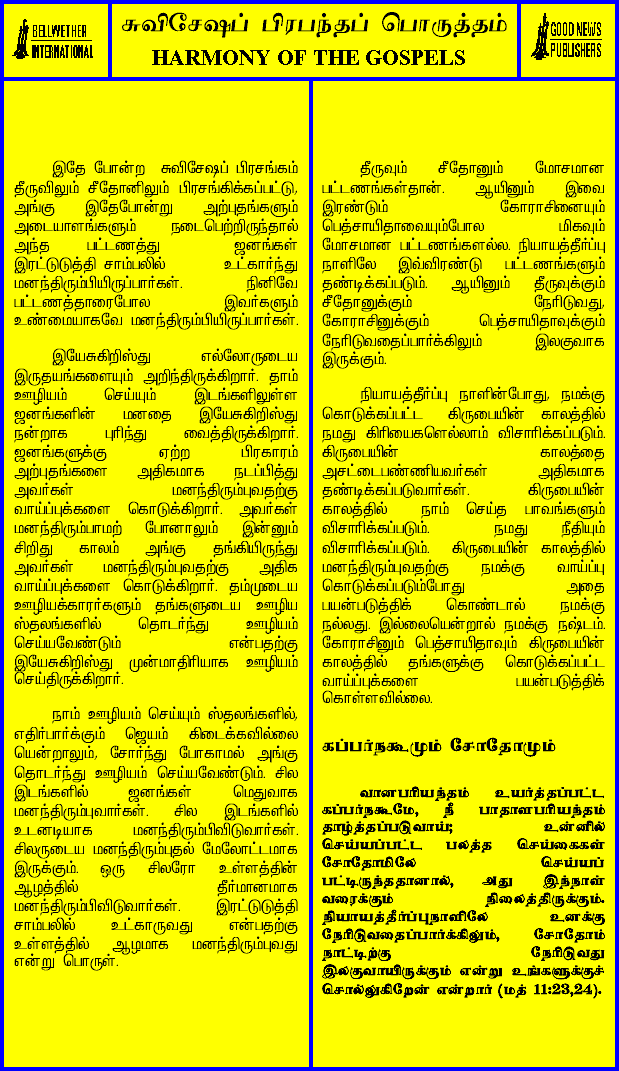 BELLWETHER
INTERNATIONAL
சுவிசேஷப் பிரபந்தப் பொருத்தம்
HARMONY OF THE GOSPELS
GOOD NEWS
PUBLISHERS
இதே போன்ற சுவிசேஷப் பிரசங்கம்
தீருவிலும் சீதோனிலும் பிரசங்கிக்கப்பட்டு,
அங்கு இதேபோன்று அற்புதங்களும்
அடையாளங்களும் நடைபெற்றிருந்தால்
அந்த பட்டணத்து ஜனங்கள்
இரட்டுடுத்தி சாம்பலில் உட்கார்ந்து
மனந்திரும்பியிருப்பார்கள். நினிவே
பட்டணத்தாரைபோல இவர்களும்
உண்மையாகவே மனந்திரும்பியிருப்பார்கள்.
இயேசுகிறிஸ்து எல்லோருடைய
இருதயங்களையும் அறிந்திருக்கிறார். தாம்
ஊழியம் செய்யும் இடங்களிலுள்ள
ஜனங்களின் மனதை இயேசுகிறிஸ்து
நன்றாக புரிந்து வைத்திருக்கிறார்.
ஜனங்களுக்கு ஏற்ற பிரகாரம்
அற்புதங்களை அதிகமாக நடப்பித்து
அவர்கள் மனந்திரும்புவதற்கு
வாய்ப்புக்களை கொடுக்கிறார். அவர்கள்
மனந்திரும்பாமற் போனாலும் இன்னும்
சிறிது காலம் அங்கு தங்கியிருந்து
அவர்கள் மனந்திரும்புவதற்கு அதிக
வாய்ப்புக்களை கொடுக்கிறார். தம்முடைய
ஊழியக்காரர்களும் தங்களுடைய ஊழிய
ஸ்தலங்களில் தொடர்ந்து ஊழியம்
செய்யவேண்டும் என்பதற்கு
இயேசுகிறிஸ்து முன்மாதிரியாக ஊழியம்
செய்திருக்கிறார்.
நாம் ஊழியம் செய்யும் ஸ்தலங்களில்,
எதிர்பார்க்கும் ஜெயம் கிடைக்கவில்லை
யென்றாலும், சோர்ந்து போகாமல் அங்கு
தொடர்ந்து ஊழியம் செய்யவேண்டும். சில
இடங்களில் ஜனங்கள் மெதுவாக
மனந்திரும்புவார்கள். சில இடங்களில்
உடனடியாக மனந்திரும்பிவிடுவார்கள்.
சிலருடைய மனந்திரும்புதல் மேலோட்டமாக
இருக்கும். ஒரு சிலரோ உள்ளத்தின்
ஆழத்தில் தீர்மானமாக
மனந்திரும்பிவிடுவார்கள். இரட்டுடுத்தி
சாம்பலில் உட்காருவது என்பதற்கு
உள்ளத்தில் ஆழமாக மனந்திரும்புவது
என்று பொருள்.
தீருவும் சீதோனும் மோசமான
பட்டணங்கள்தான். ஆயினும் இவை
இரண்டும் கோராசினையும்
பெத்சாயிதாவையும்போல மிகவும்
மோசமான பட்டணங்களல்ல. நியாயத்தீர்ப்பு
நாளிலே இவ்விரண்டு பட்டணங்களும்
தண்டிக்கப்படும். ஆயினும் தீருவுக்கும்
சீதோனுக்கும் நேரிடுவது,
கோராசினுக்கும் பெத்சாயிதாவுக்கும்
நேரிடுவதைப்பார்க்கிலும் இலகுவாக
இருக்கும்.
நியாயத்தீர்ப்பு நாளின்போது, நமக்கு
கொடுக்கப்பட்ட கிருபையின் காலத்தில்
நமது கிரியைகளெல்லாம் விசாரிக்கப்படும்.
கிருபையின் காலத்தை
அசட்டைபண்ணியவர்கள் அதிகமாக
தண்டிக்கப்படுவார்கள். கிருபையின்
காலத்தில் நாம் செய்த பாவங்களும்
விசாரிக்கப்படும். நமது நீதியும்
விசாரிக்கப்படும். கிருபையின் காலத்தில்
மனந்திரும்புவதற்கு நமக்கு வாய்ப்பு
கொடுக்கப்படும்போது அதை
பயன்படுத்திக் கொண்டால் நமக்கு
நல்லது. இல்லையென்றால் நமக்கு நஷ்டம்.
கோராசினும் பெத்சாயிதாவும் கிருபையின்
காலத்தில் தங்களுக்கு கொடுக்கப்பட்ட
வாய்ப்புக்களை பயன்படுத்திக்
கொள்ளவில்லை.
கப்பர்நகூமும் சோதோமும்
வானபரியந்தம் உயர்த்தப்பட்ட
கப்பர்நகூமே, நீ பாதாளபரியந்தம்
தாழ்த்தப்படுவாய்; உன்னில்
செய்யப்பட்ட பலத்த செய்கைகள்
சோதோமிலே செய்யப்
பட்டிருந்ததானால், அது இந்நாள்
வரைக்கும் நிலைத்திருக்கும்.
நியாயத்தீர்ப்புநாளிலே உனக்கு
நேரிடுவதைப்பார்க்கிலும், சோதோம்
நாட்டிற்கு நேரிடுவது
இலகுவாயிருக்கும் என்று உங்களுக்குச்
சொல்லுகிறேன் என்றார் (மத் 11:23,24).